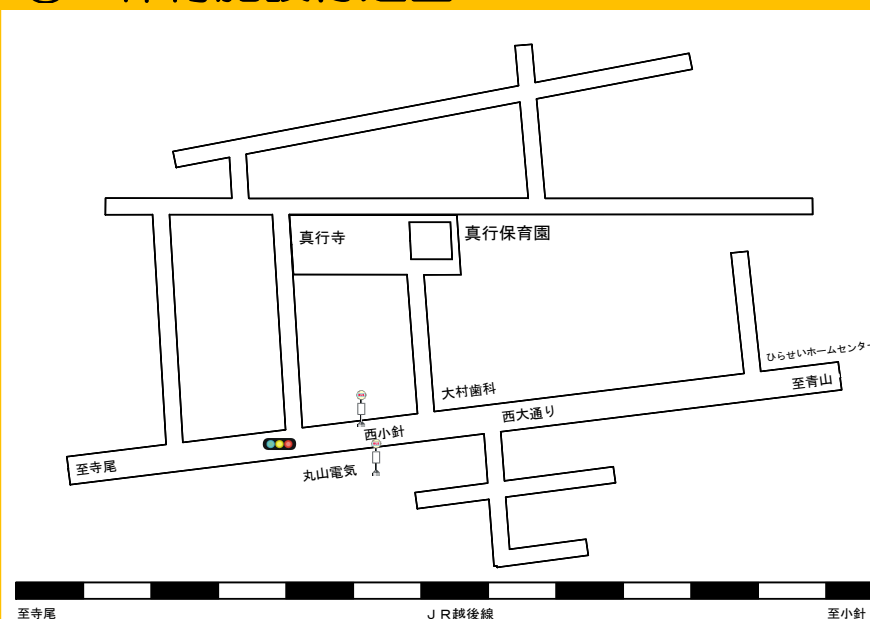 真行寺
真行保育園
ひらせいホームセンター
大村歯科
至青山
西大通り
西小針
至寺尾
丸山電気
至寺尾
JR越後線
至小針